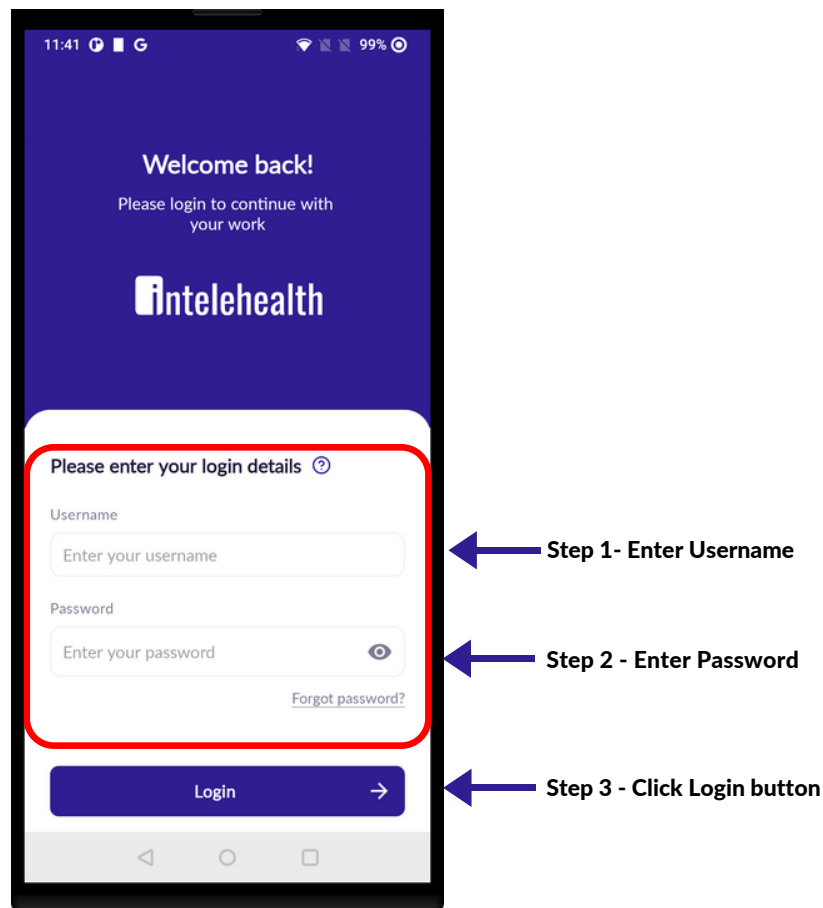 11:41 G 99%
Welcome back!
Please login to continue with
your work
intelehealth
Please enter your login details ?
Username
Enter your username
Step 1- Enter Username
Password
Enter your password
Step 2 - Enter Password
Forgot password?
Login
Step 3 - Click Login button